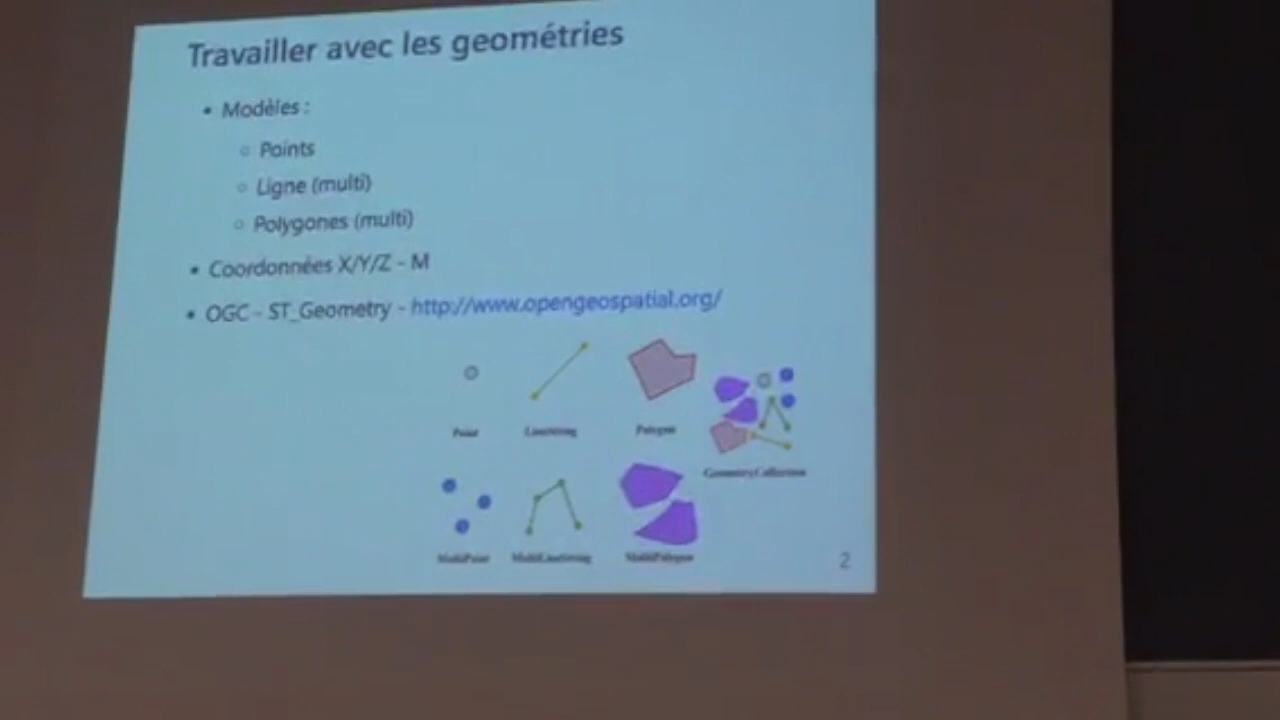 Travailler avec les geométries
• Modèles :
○ Points
○ Ligne (multi)
○ Polygones (multi)
• Coordonnées X/Y/Z - M
• OGC - ST_Geometry - http://www.opengeospatial.org/
Point LineString Polygon
GeometryCollection
MultiPoint MultiLineString MultiPolygon
2